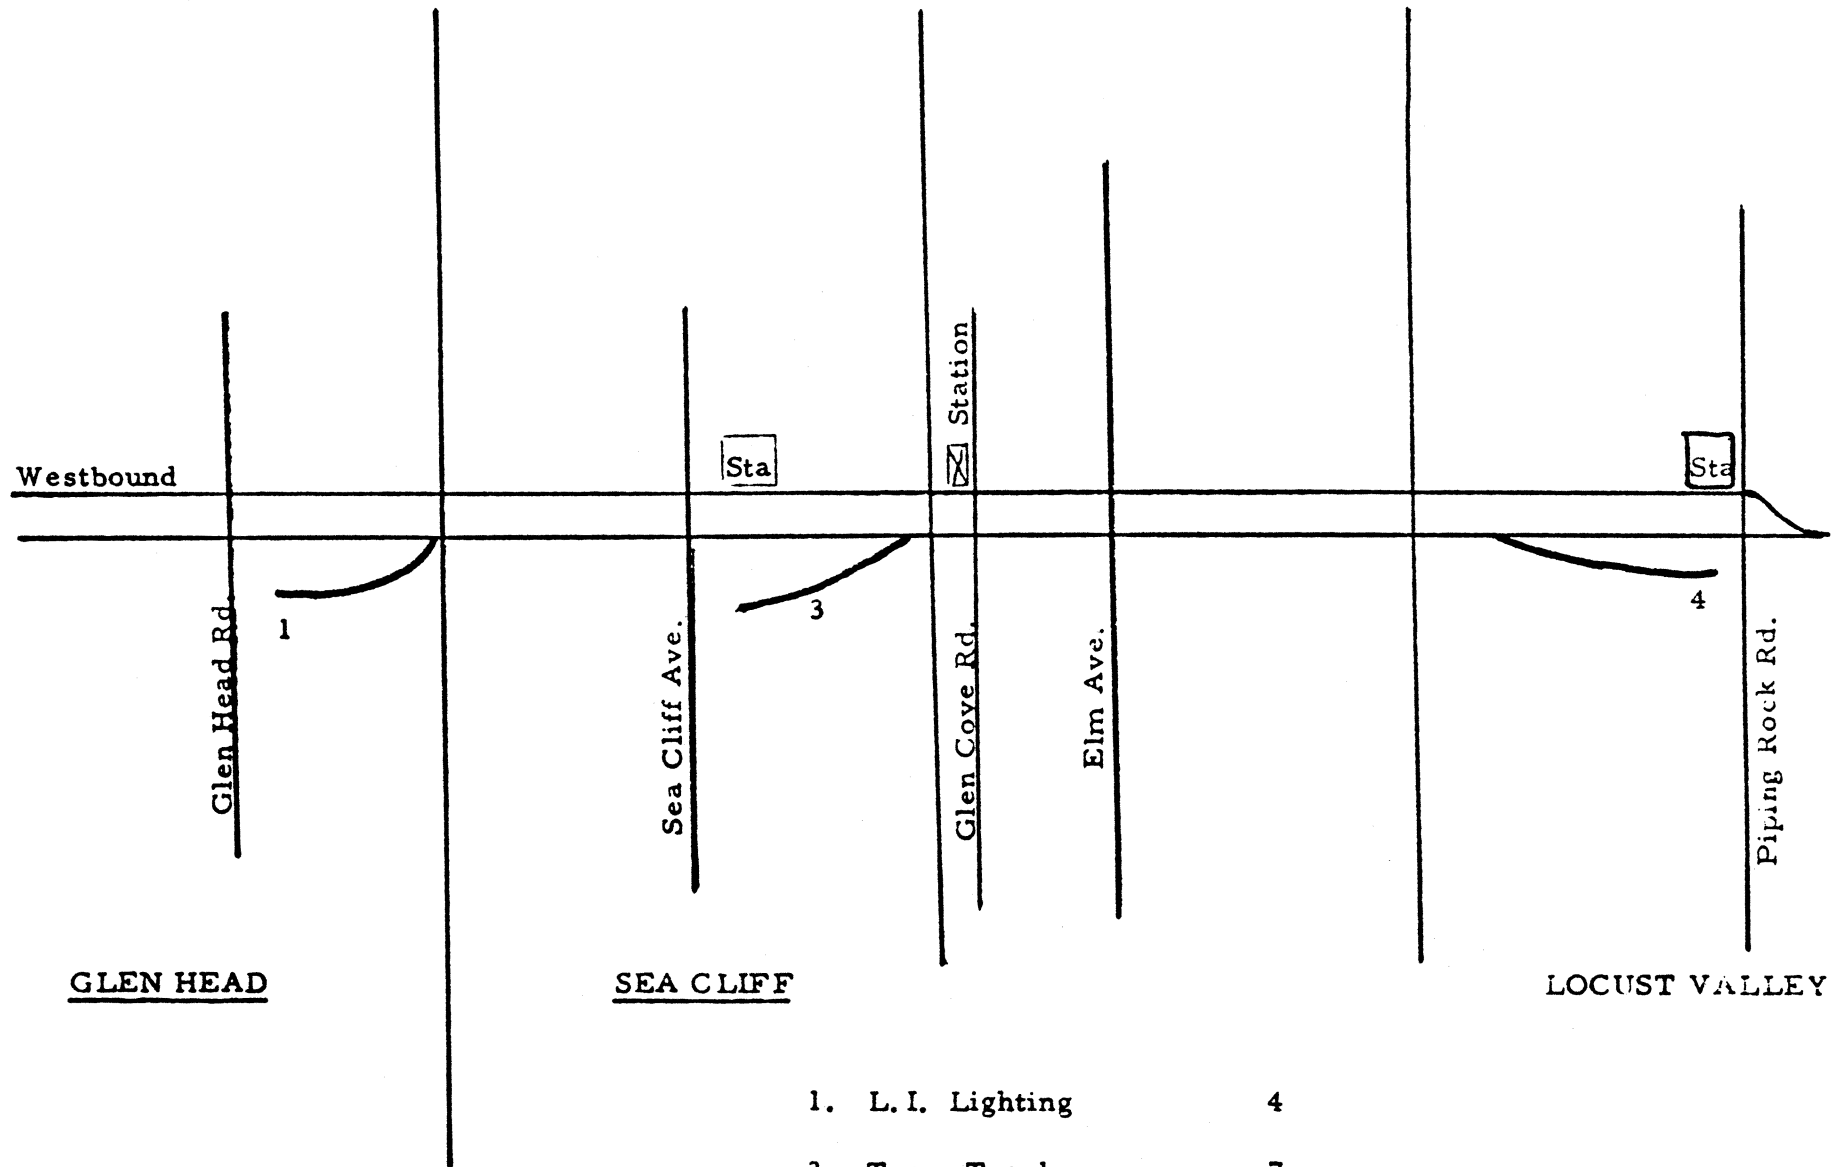 Station
Sta
Sta
Westbound
1
3
4
Glen Head Rd.
Sea Cliff Ave.
Glen Cove Rd.
Elm Ave.
Piping Rock Rd.
GLEN HEAD
SEA CLIFF
LOCUST VALLEY
1. L. I. Lighting 4